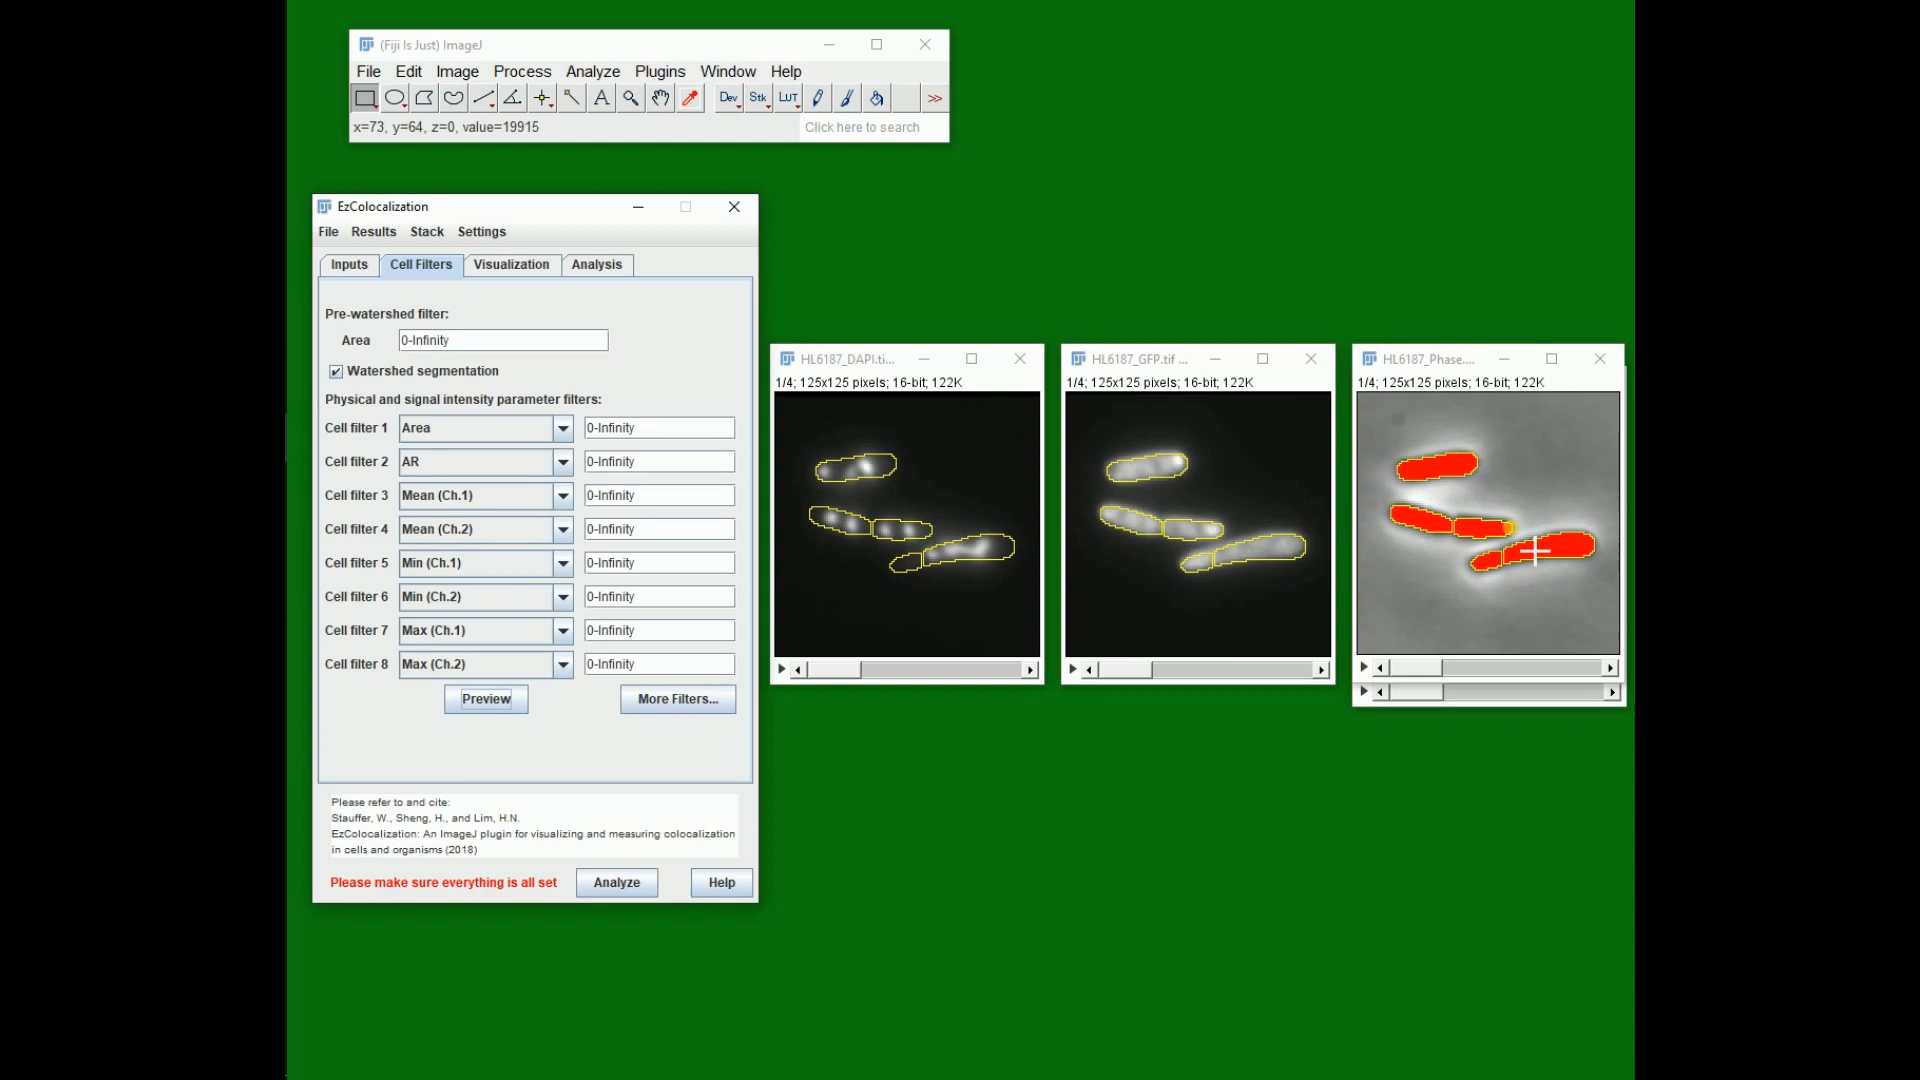 (Fiji Is Just) ImageJ
File Edit Image Process Analyze Plugins Window Help
Dev Stk LUT >>
x=73, y=64, z=0, value=19915
Click here to search
EzColocalization
File Results Stack Settings
Inputs Cell Filters Visualization Analysis
Pre-watershed filter:
Area 0-Infinity
Watershed segmentation
Physical and signal intensity parameter filters:
Cell filter 1 Area 0-Infinity
Cell filter 2 AR 0-Infinity
Cell filter 3 Mean (Ch.1) 0-Infinity
Cell filter 4 Mean (Ch.2) 0-Infinity
Cell filter 5 Min (Ch.1) 0-Infinity
Cell filter 6 Min (Ch.2) 0-Infinity
Cell filter 7 Max (Ch.1) 0-Infinity
Cell filter 8 Max (Ch.2) 0-Infinity
Preview More Filters...
Please refer to and cite:
Stauffer, W., Sheng, H., and Lim, H.N.
EzColocalization: An ImageJ plugin for visualizing and measuring colocalization
in cells and organisms (2018)
Please make sure everything is all set Analyze Help
HL6187_DAPI.ti...
1/4; 125x125 pixels; 16-bit; 122K
HL6187_GFP.tif ...
1/4; 125x125 pixels; 16-bit; 122K
HL6187_Phase....
1/4; 125x125 pixels; 16-bit; 122K